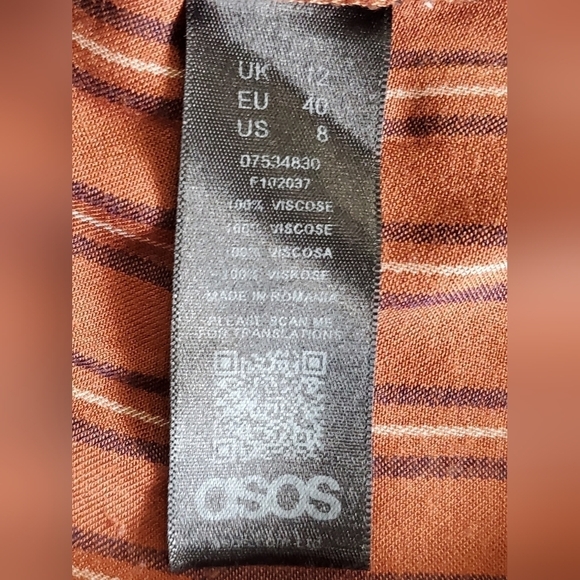 UK 12
EU 40
US 8
07534830
F102037
100% VISCOSE
100% VISCOSE
100% VISCOSA
100% VISKOSE
MADE IN ROMANIA
PLEASE SCAN ME
FOR TRANSLATIONS
asos